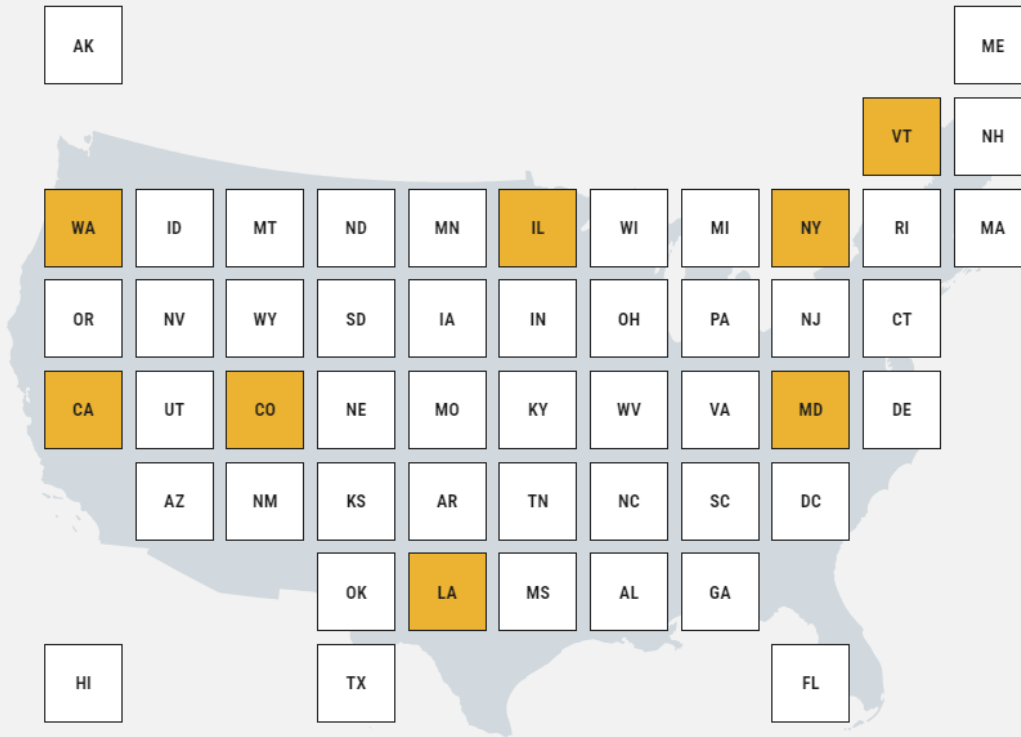 AK ME
VT NH
WA ID MT ND MN IL WI MI NY RI MA
OR NV WY SD IA IN OH PA NJ CT
CA UT CO NE MO KY WV VA MD DE
AZ NM KS AR TN NC SC DC
OK LA MS AL GA
HI TX FL